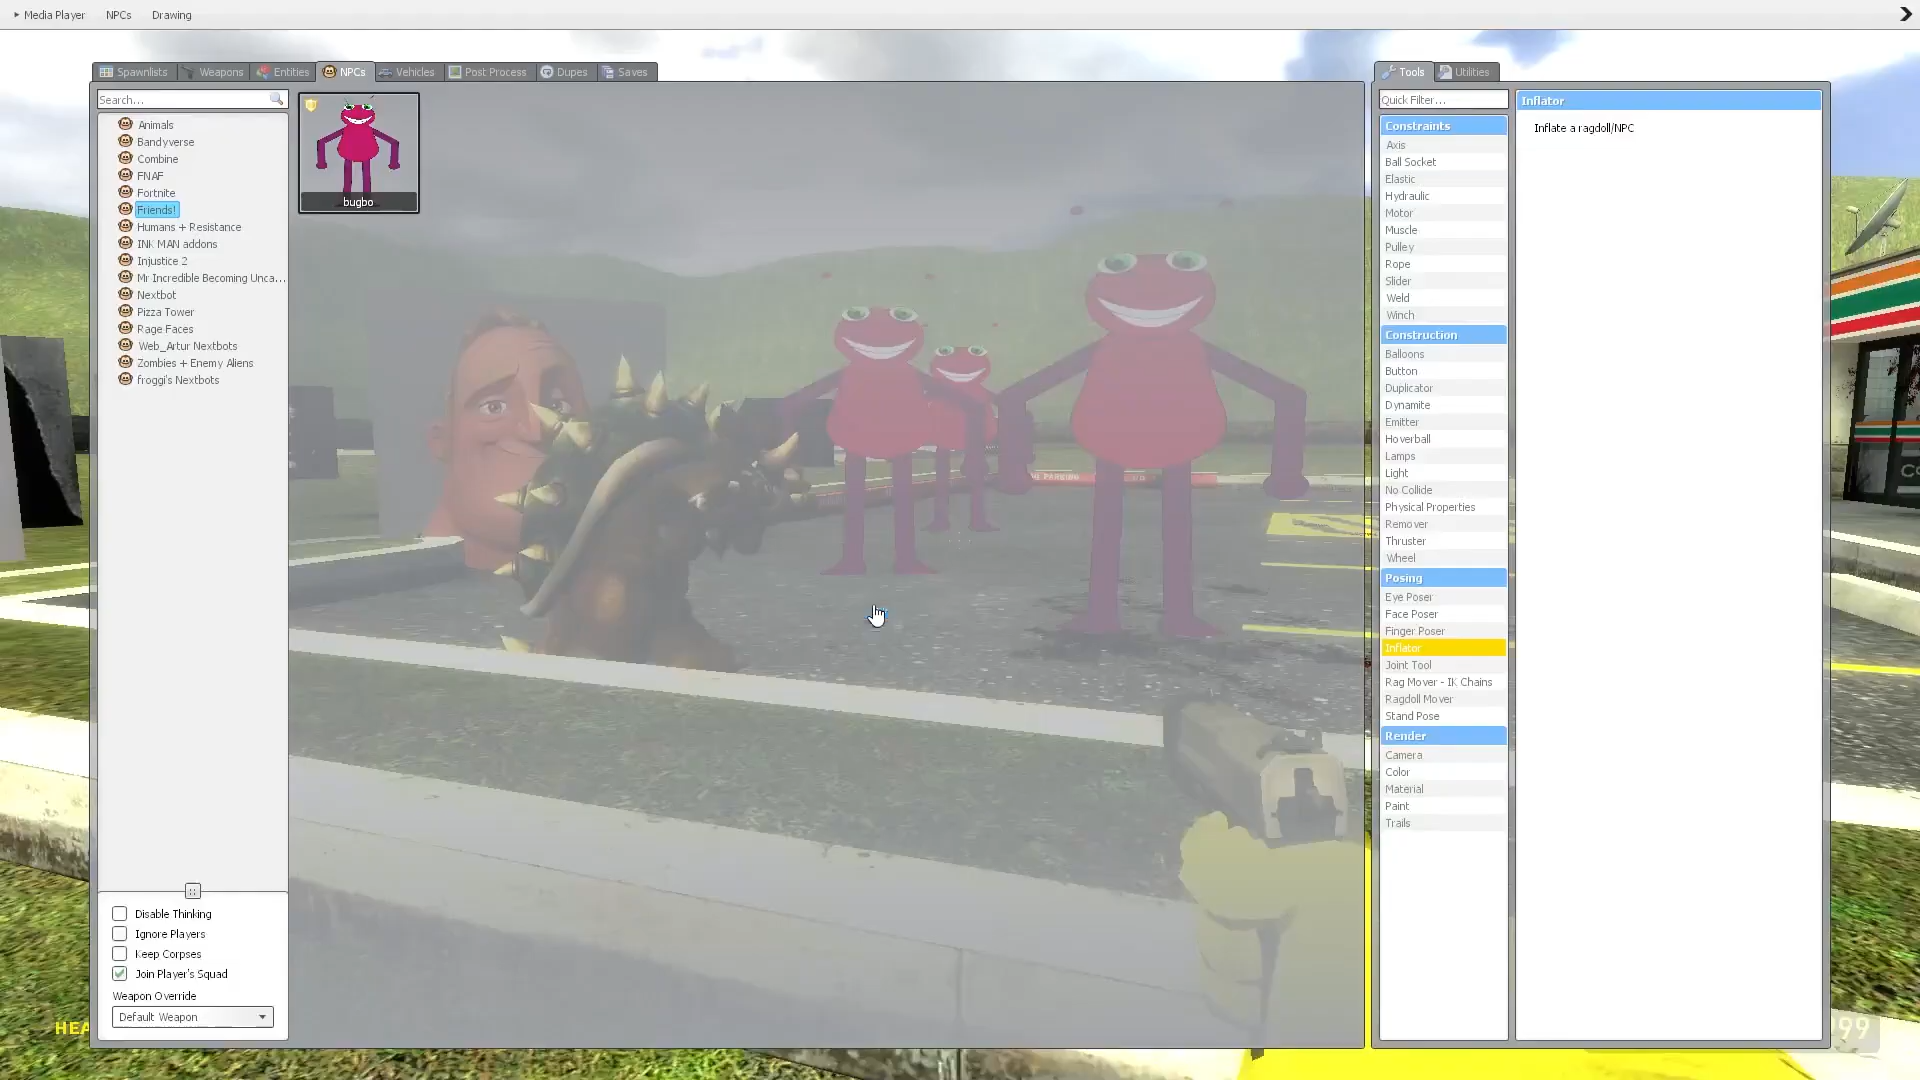 Media Player NPCs Drawing
Spawnlists Weapons Entities NPCs Vehicles Post Process Dupes Saves
Search...
Animals
Bandyverse
Combine
FNAF
Fortnite
Friends!
Humans + Resistance
INK MAN addons
Injustice 2
Mr Incredible Becoming Unca...
Nextbot
Pizza Tower
Rage Faces
Web_Artur Nextbots
Zombies + Enemy Aliens
froggi's Nextbots
Disable Thinking
Ignore Players
Keep Corpses
Join Player's Squad
Weapon Override
Default Weapon
HEA
bugbo
Tools Utilities
Quick Filter...
Constraints
Axis
Ball Socket
Elastic
Hydraulic
Motor
Muscle
Pulley
Rope
Slider
Weld
Winch
Construction
Balloons
Button
Duplicator
Dynamite
Emitter
Hoverball
Lamps
Light
No Collide
Physical Properties
Remover
Thruster
Wheel
Posing
Eye Poser
Face Poser
Finger Poser
Inflator
Joint Tool
Rag Mover - IK Chains
Ragdoll Mover
Stand Pose
Render
Camera
Color
Material
Paint
Trails
Inflator
Inflate a ragdoll/NPC
99